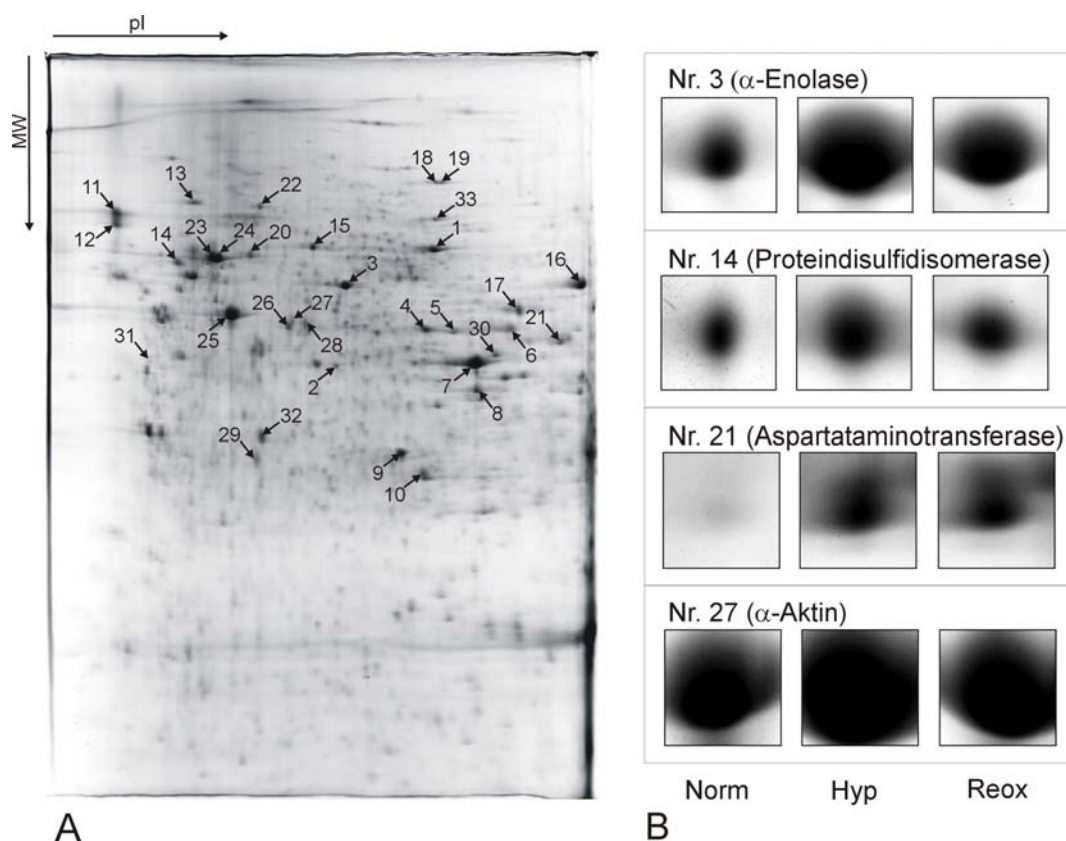 pI
MW
18 19
13 22
11 33
12 14 23 24 20 15 1 16
3
17
26 27 4 5 21
25 28 30 6
31
2 7
8
32
29
9
10
A
Nr. 3 (α-Enolase)
Nr. 14 (Proteindisulfidisomerase)
Nr. 21 (Aspartataminotransferase)
Nr. 27 (α-Aktin)
Norm Hyp Reox
B